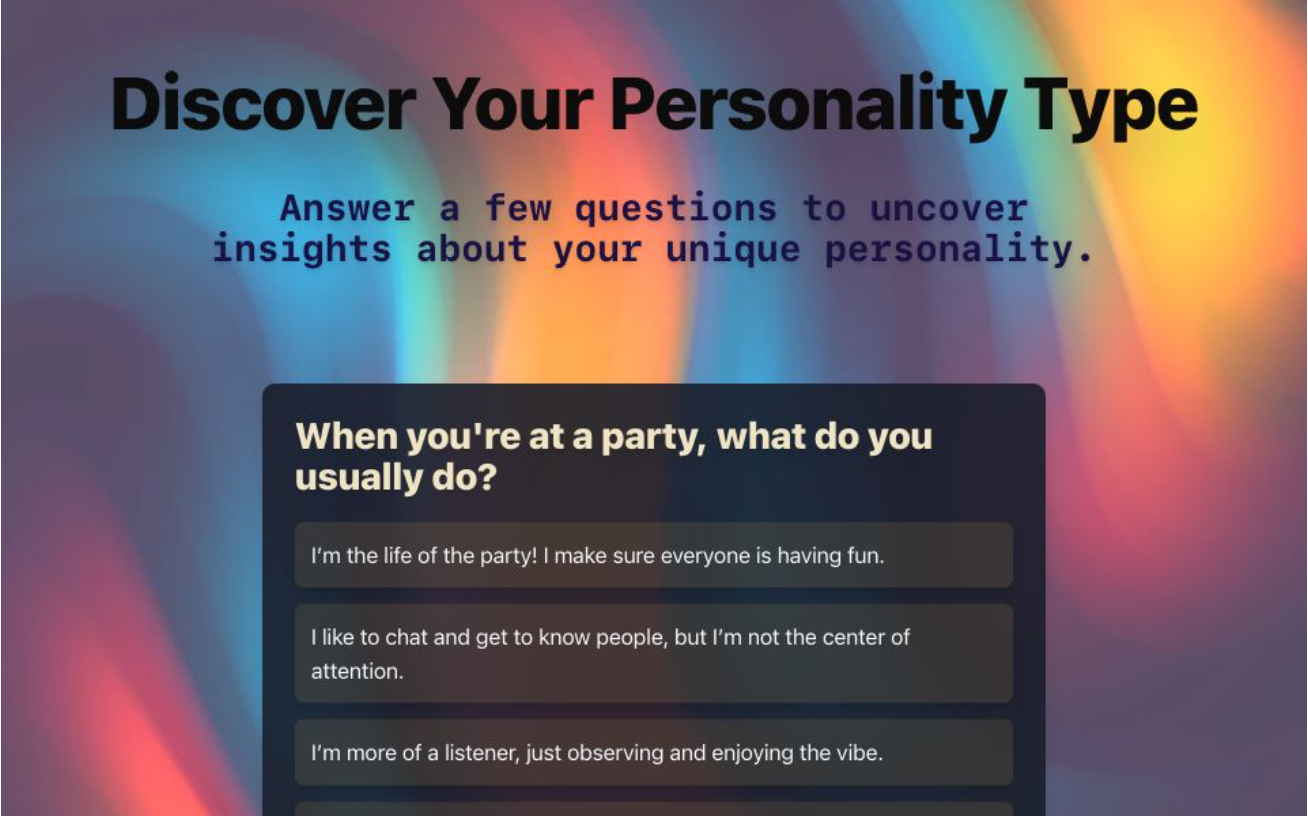 Discover Your Personality Type
Answer a few questions to uncover
insights about your unique personality.
When you're at a party, what do you
usually do?
I’m the life of the party! I make sure everyone is having fun.
I like to chat and get to know people, but I’m not the center of
attention.
I’m more of a listener, just observing and enjoying the vibe.